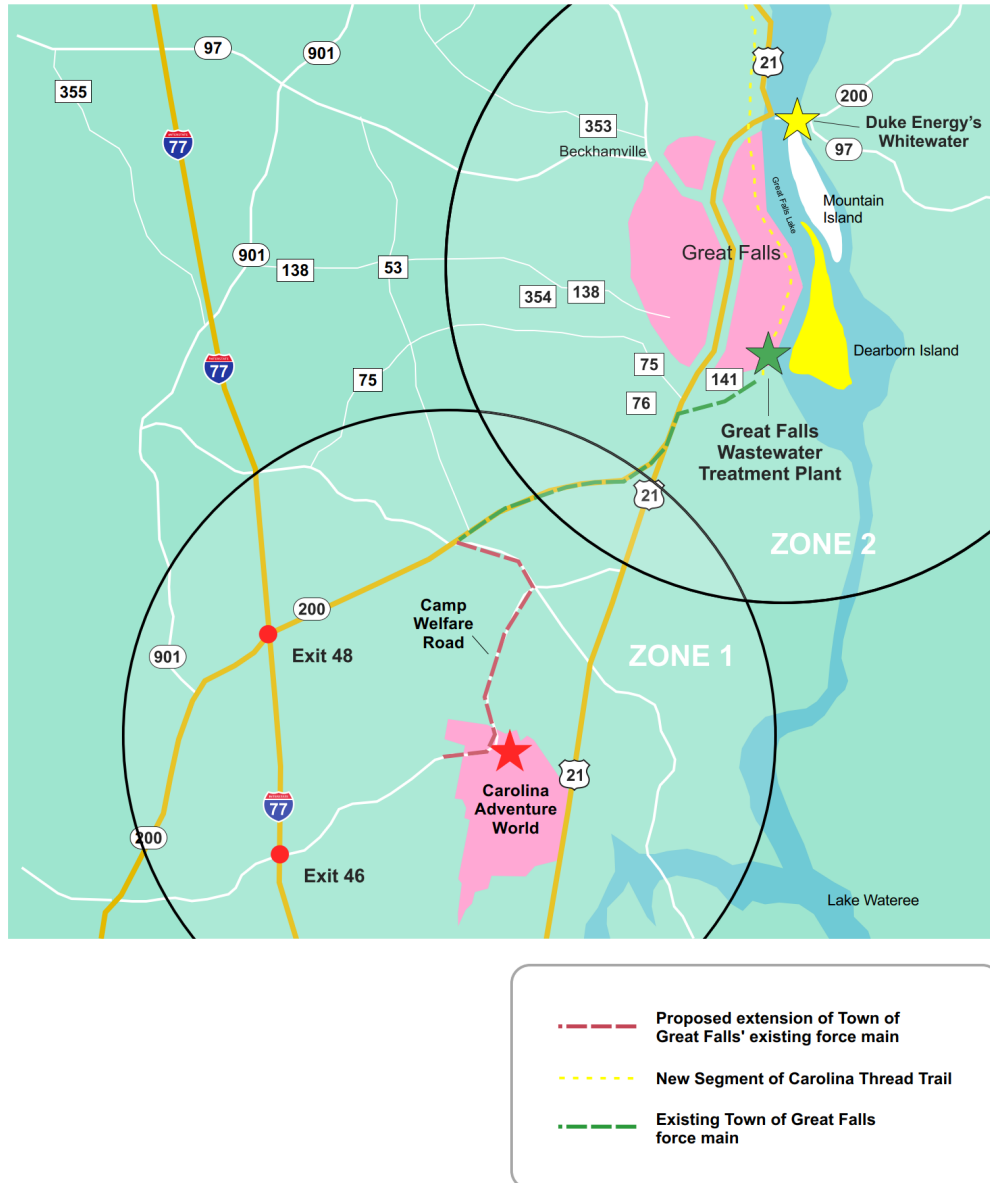 97
901
21
355
200
77
353
Duke Energy's
Whitewater
97
Beckhamville
Great Falls Lake
Mountain
Island
901
Great Falls
138
53
354
138
Dearborn Island
77
75
75
141
76
Great Falls
Wastewater
Treatment Plant
21
ZONE 2
200
Camp
Welfare
Road
Exit 48
901
ZONE 1
21
Carolina
Adventure
World
77
200
Exit 46
Lake Wateree
Proposed extension of Town of
Great Falls' existing force main
New Segment of Carolina Thread Trail
Existing Town of Great Falls
force main